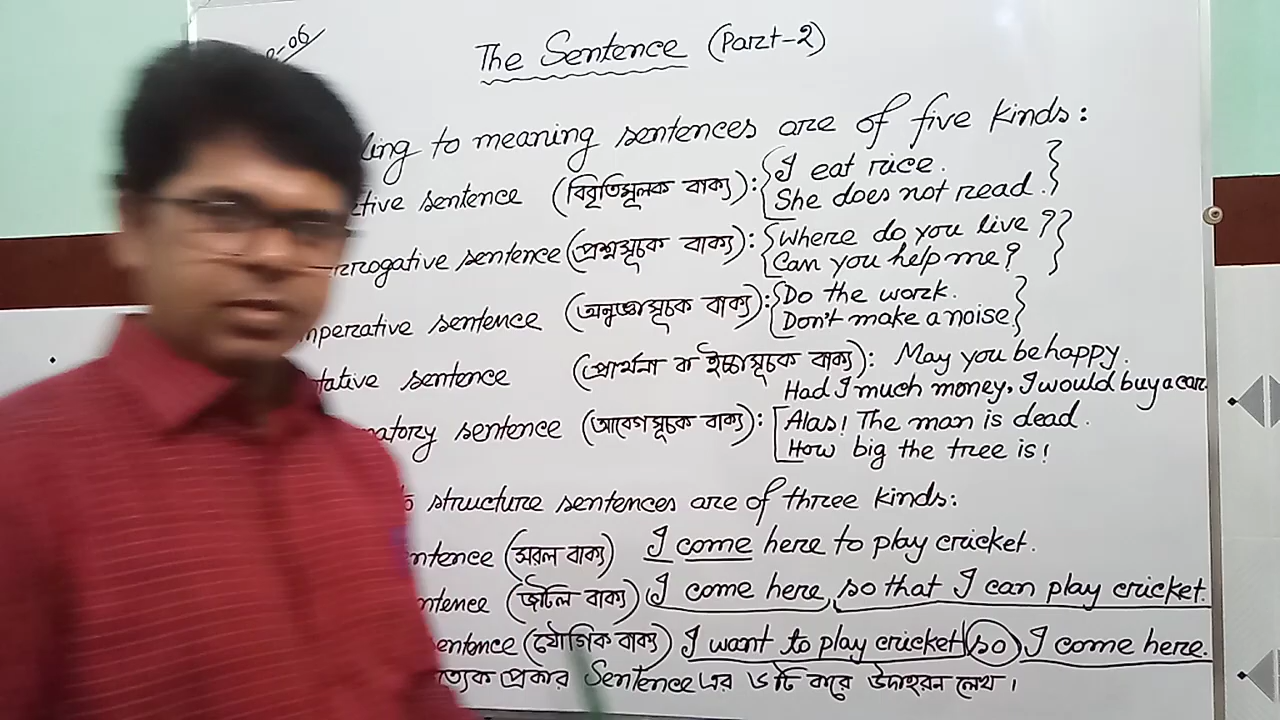 -06
The Sentence (Part-2)
ling to meaning sentences are of five kinds:
tive sentence (বিবৃতিমূলক বাক্য): { I eat rice.
She does not read. }
rrogative sentence (প্রশ্নসূচক বাক্য): { Where do you live ? }
Can you help me?
mperative sentence (অনুজ্ঞাসূচক বাক্য): { Do the work.
Don't make a noise }
tative sentence (প্রার্থনা বা ইচ্ছাসূচক বাক্য): May you be happy.
Had I much money, I would buy a car
atory sentence (আবেগসূচক বাক্য): [ Alas! The man is dead.
How big the tree is!
structure sentences are of three kinds:
ntence (সরল বাক্য) I come here to play cricket.
ntence (জটিল বাক্য) (I come here, so that I can play cricket.
entence (যৌগিক বাক্য) I want to play cricket so I come here.
ত্যেক প্রকার Sentence এর ৬টি করে উদাহরন লেখ।